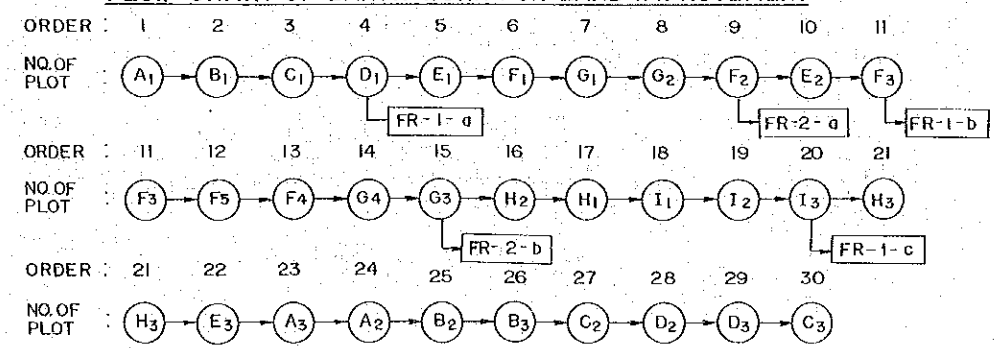 ORDER : 1 2 3 4 5 6 7 8 9 10 11
NO. OF PLOT : A1 B1 C1 D1 E1 F1 G1 G2 F2 E2 F3
FR-1-a FR-2-a FR-1-b
ORDER : 11 12 13 14 15 16 17 18 19 20 21
NO. OF PLOT : F3 F5 F4 G4 G3 H2 H1 I1 I2 I3 H3
FR-2-b FR-1-c
ORDER : 21 22 23 24 25 26 27 28 29 30
NO. OF PLOT : H3 E3 A3 A2 B2 B3 C2 D2 D3 C3